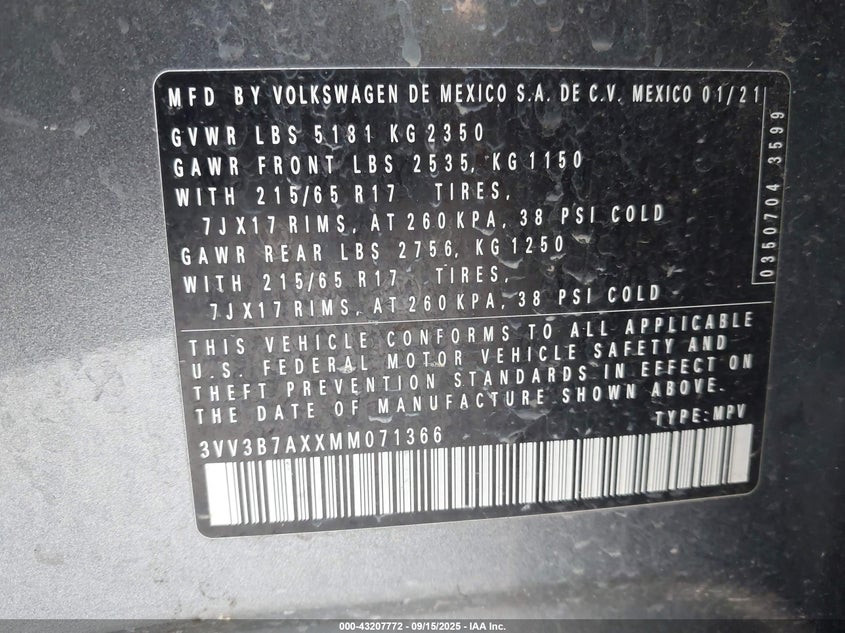 MFD BY VOLKSWAGEN DE MEXICO S.A. DE C.V. MEXICO 01/21
GVWR LBS 5181 KG 2350
GAWR FRONT LBS 2535, KG 1150
WITH 215/65 R17 TIRES,
7JX17 RIMS, AT 260 KPA, 38 PSI COLD
GAWR REAR LBS 2756, KG 1250
WITH 215/65 R17 TIRES,
7JX17 RIMS, AT 260 KPA, 38 PSI COLD
0350704 3599
THIS VEHICLE CONFORMS TO ALL APPLICABLE
U.S. FEDERAL MOTOR VEHICLE SAFETY AND
THEFT PREVENTION STANDARDS IN EFFECT ON
THE DATE OF MANUFACTURE SHOWN ABOVE.
TYPE: MPV
3VV3B7AXXMM071366
000-43207772 - 09/15/2025 - IAA Inc.